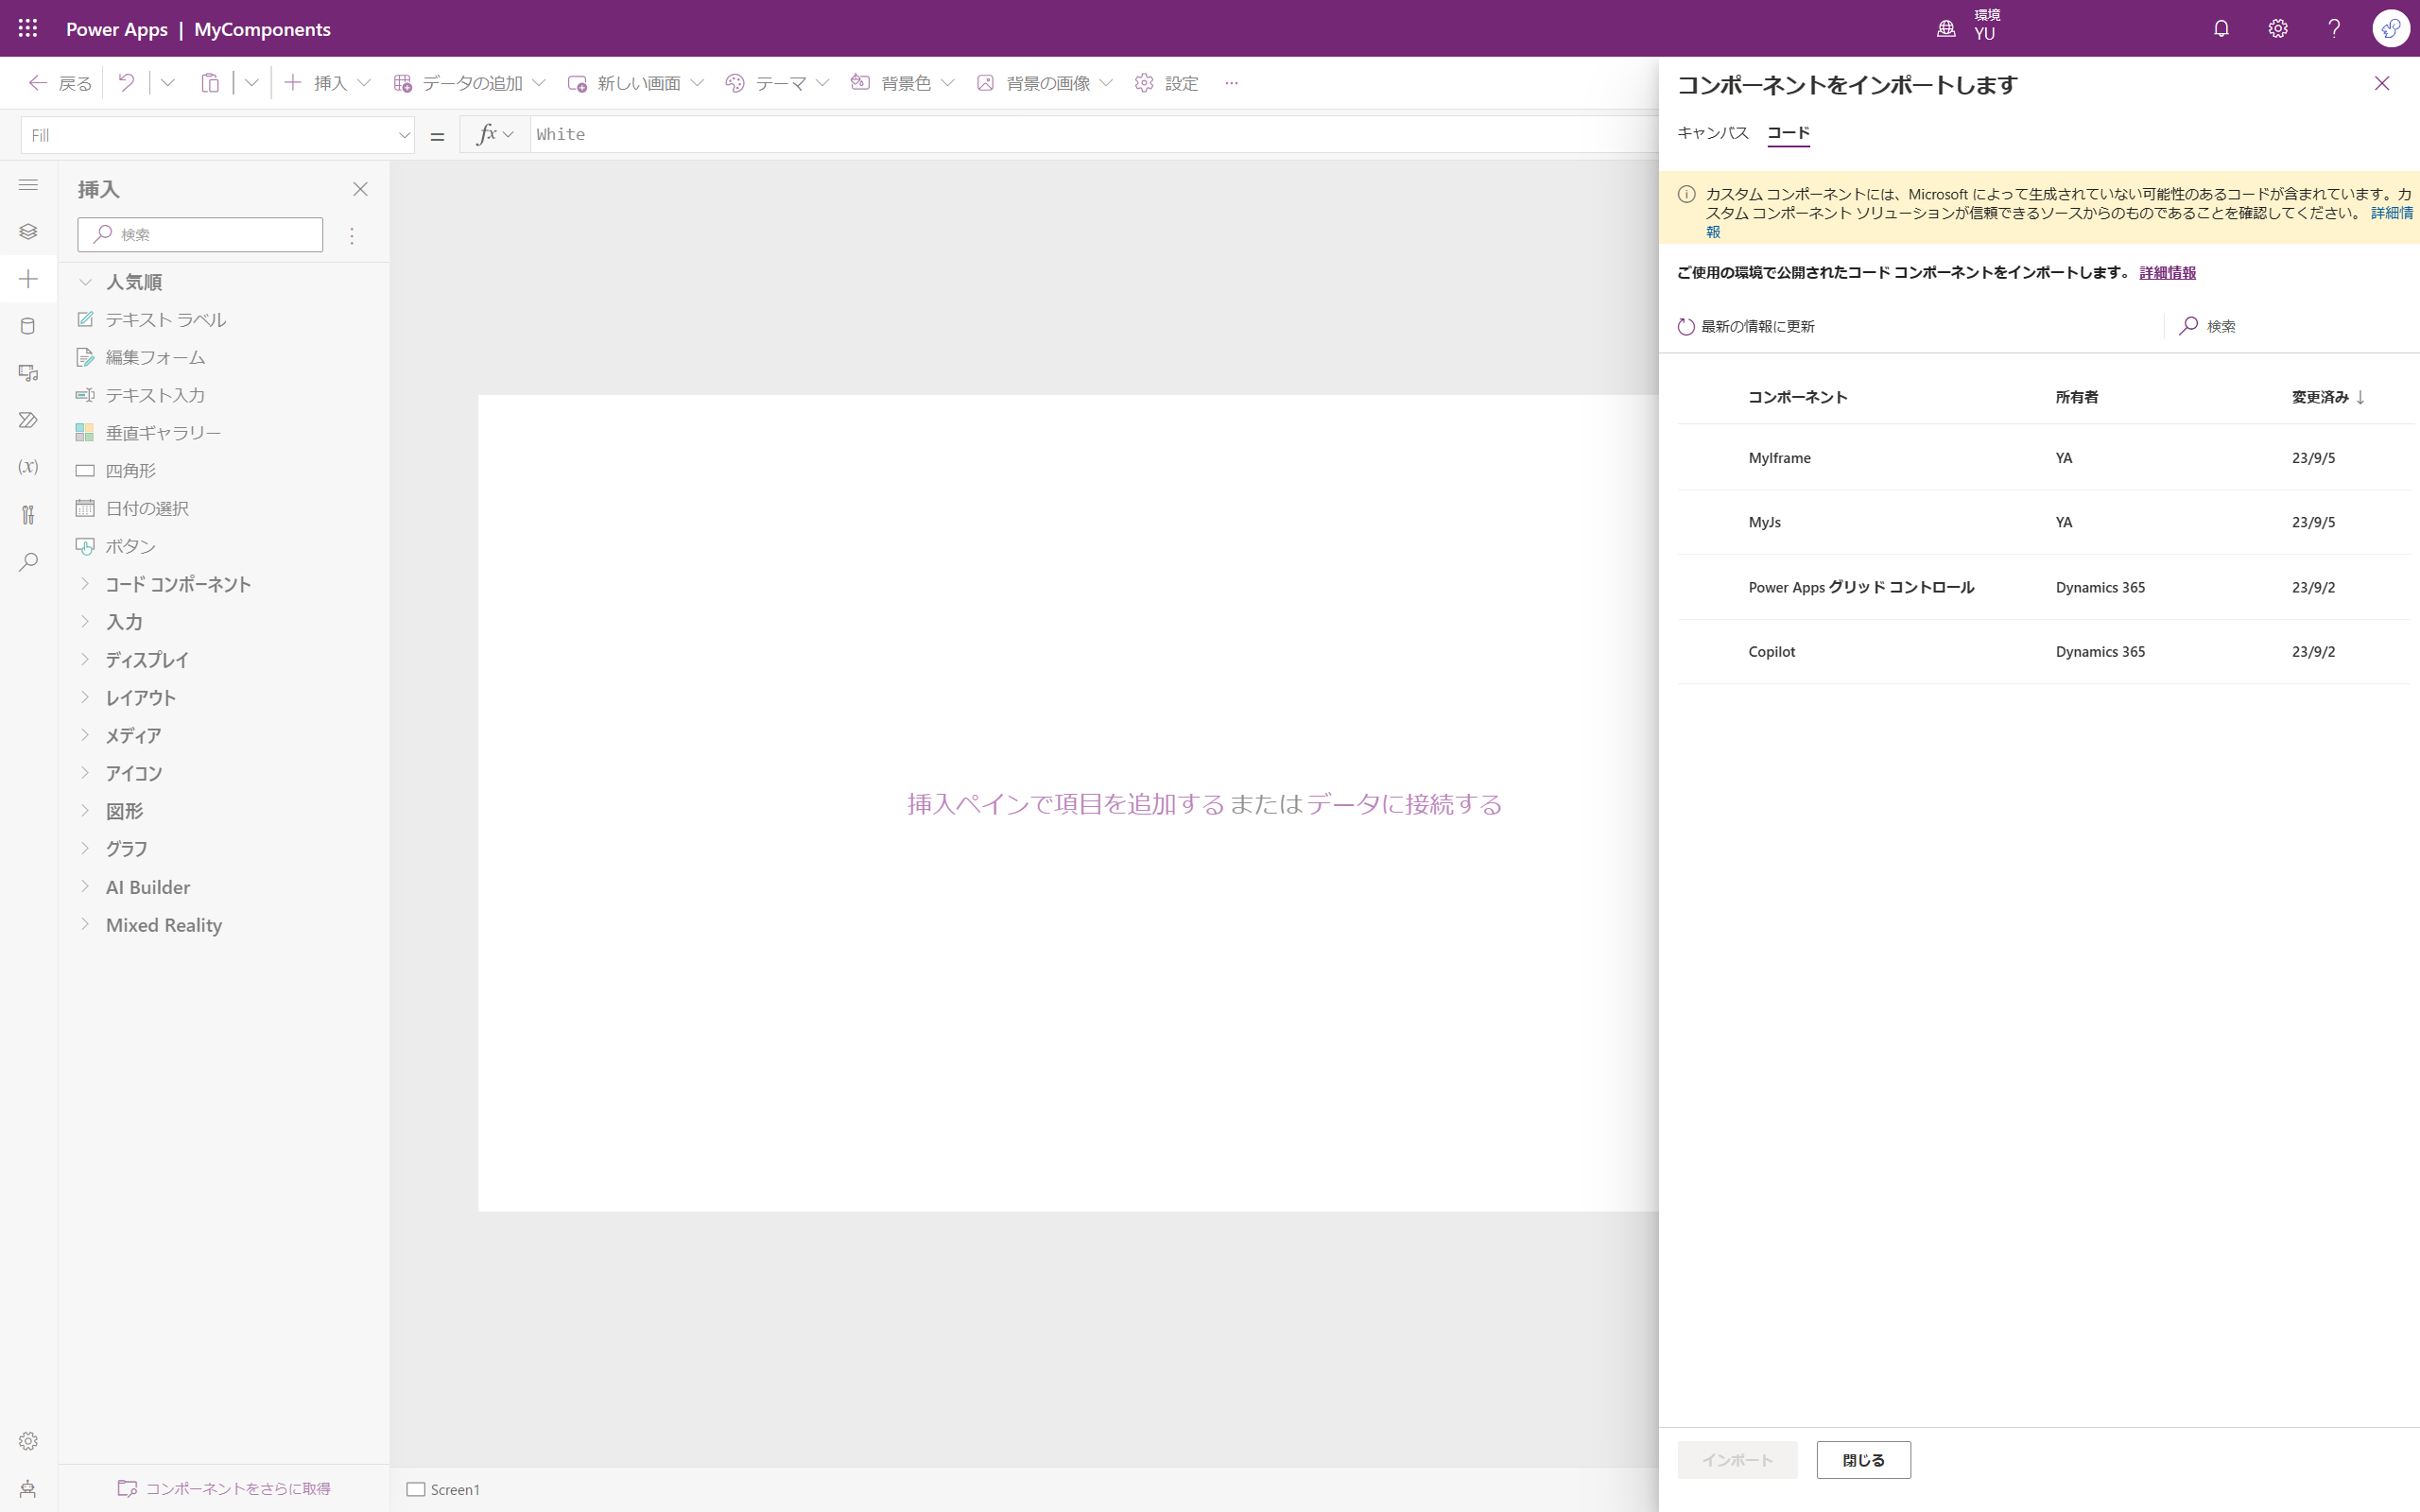 Power Apps | MyComponents
環境
YU
戻る
挿入
データの追加
新しい画面
テーマ
背景色
背景の画像
設定
Fill
=
fx
White
挿入
検索
人気順
テキスト ラベル
編集フォーム
テキスト入力
垂直ギャラリー
四角形
日付の選択
ボタン
コード コンポーネント
入力
ディスプレイ
レイアウト
メディア
アイコン
図形
グラフ
AI Builder
Mixed Reality
コンポーネントをさらに取得
挿入ペインで項目を追加する または データに接続する
Screen1
コンポーネントをインポートします
キャンバス コード
カスタム コンポーネントには、Microsoft によって生成されていない可能性のあるコードが含まれています。カ
スタム コンポーネント ソリューションが信頼できるソースからのものであることを確認してください。 詳細情
報
ご使用の環境で公開されたコード コンポーネントをインポートします。 詳細情報
最新の情報に更新
検索
コンポーネント 所有者 変更済み ↓
MyIframe YA 23/9/5
MyJs YA 23/9/5
Power Apps グリッド コントロール Dynamics 365 23/9/2
Copilot Dynamics 365 23/9/2
インポート 閉じる